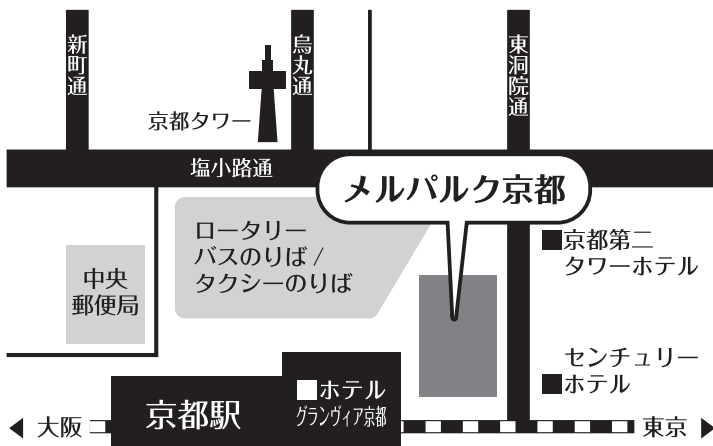 新町通
烏丸通
東洞院通
京都タワー
塩小路通
メルパルク京都
ロータリー
バスのりば /
タクシーのりば
京都第二
タワーホテル
中央
郵便局
センチュリー
ホテル
ホテル
グランヴィア京都
京都駅
大阪
東京